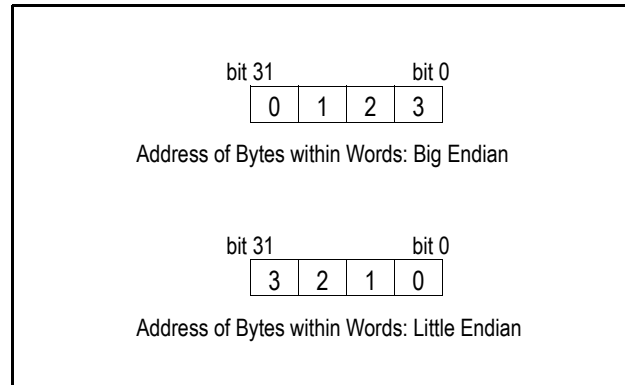 bit 31 bit 0
0 1 2 3
Address of Bytes within Words: Big Endian
bit 31 bit 0
3 2 1 0
Address of Bytes within Words: Little Endian